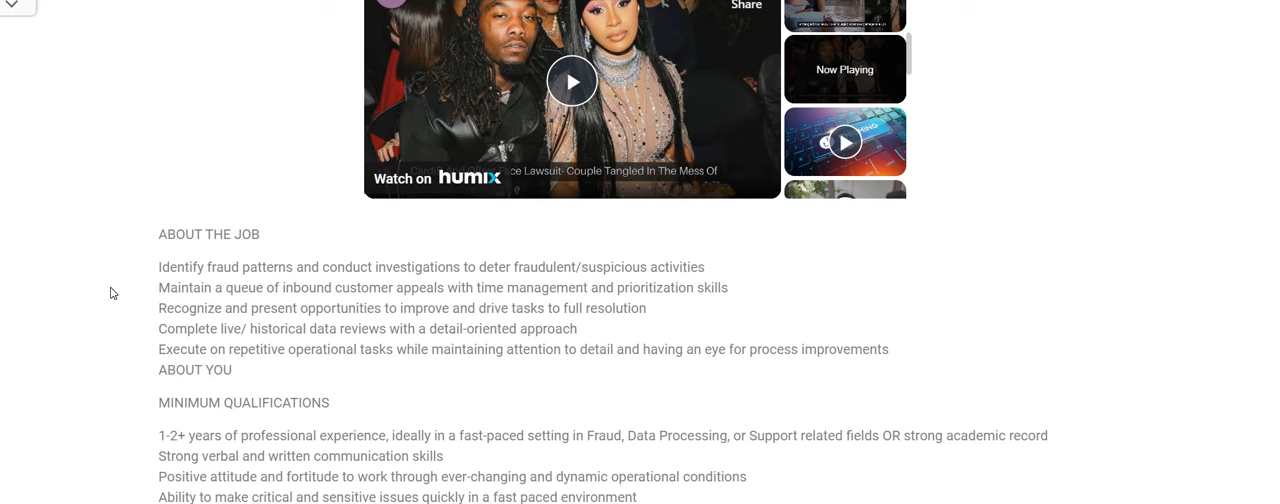 Share
Now Playing
ace Lawsuit- Couple Tangled In The Mess Of
Watch on humix
ABOUT THE JOB
Identify fraud patterns and conduct investigations to deter fraudulent/suspicious activities
Maintain a queue of inbound customer appeals with time management and prioritization skills
Recognize and present opportunities to improve and drive tasks to full resolution
Complete live/ historical data reviews with a detail-oriented approach
Execute on repetitive operational tasks while maintaining attention to detail and having an eye for process improvements
ABOUT YOU
MINIMUM QUALIFICATIONS
1-2+ years of professional experience, ideally in a fast-paced setting in Fraud, Data Processing, or Support related fields OR strong academic record
Strong verbal and written communication skills
Positive attitude and fortitude to work through ever-changing and dynamic operational conditions
Ability to make critical and sensitive issues quickly in a fast paced environment